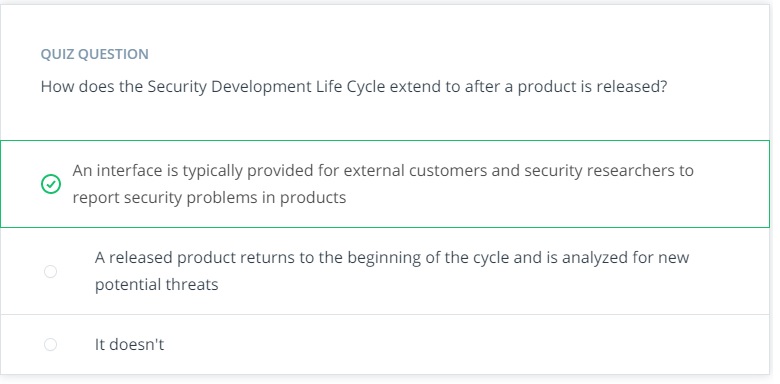 QUIZ QUESTION
How does the Security Development Life Cycle extend to after a product is released?
An interface is typically provided for external customers and security researchers to
report security problems in products
A released product returns to the beginning of the cycle and is analyzed for new
potential threats
It doesn't